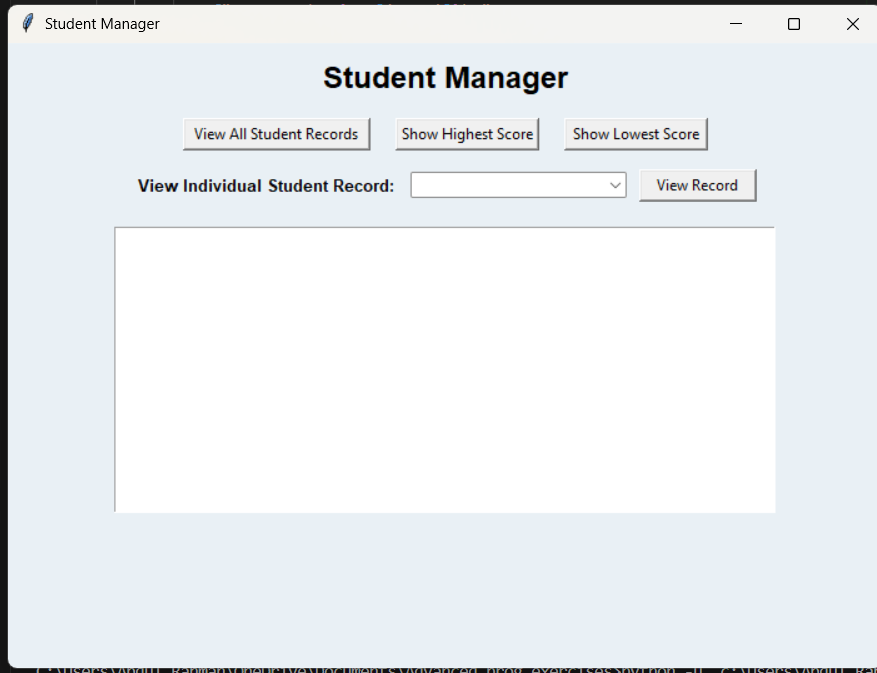 Student Manager
Student Manager
View All Student Records Show Highest Score Show Lowest Score
View Individual Student Record: View Record